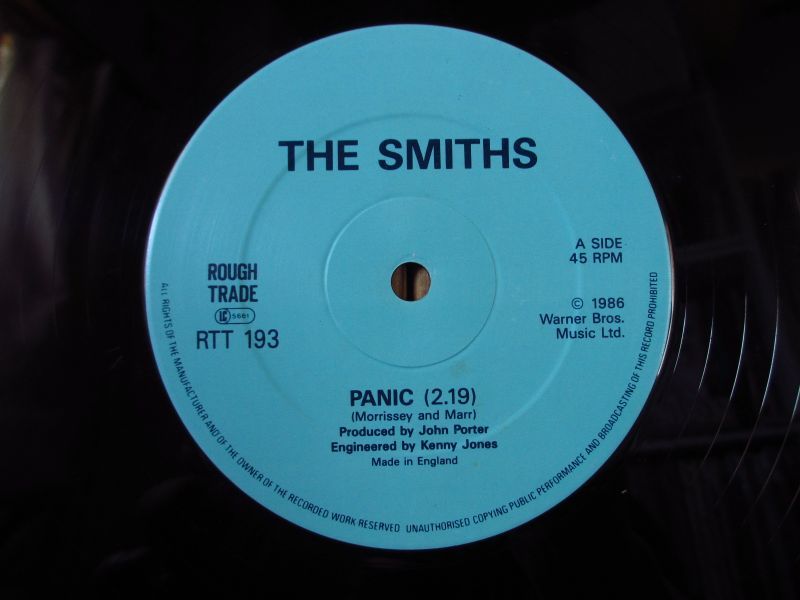 THE SMITHS
A SIDE
45 RPM
ROUGH
TRADE
LC 5661
RTT 193
© 1986
Warner Bros.
Music Ltd.
PANIC (2.19)
(Morrissey and Marr)
Produced by John Porter
Engineered by Kenny Jones
Made in England
ALL RIGHTS OF THE MANUFACTURER AND OF THE OWNER OF THE RECORDED WORK RESERVED UNAUTHORISED COPYING PUBLIC PERFORMANCE AND BROADCASTING OF THIS RECORD PROHIBITED